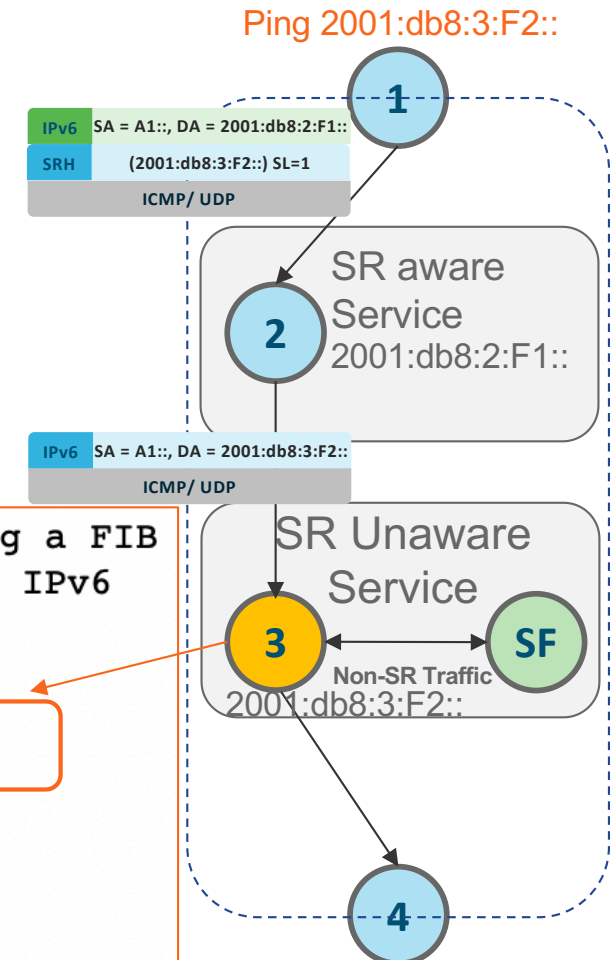 Ping 2001:db8:3:F2::
1
IPv6 SA = A1::, DA = 2001:db8:2:F1::
SRH (2001:db8:3:F2::) SL=1
ICMP/ UDP
SR aware
Service
2001:db8:2:F1::
2
IPv6 SA = A1::, DA = 2001:db8:3:F2::
ICMP/ UDP
g a FIB
IPv6
SR Unaware
Service
3
SF
Non-SR Traffic
2001:db8:3:F2::
4